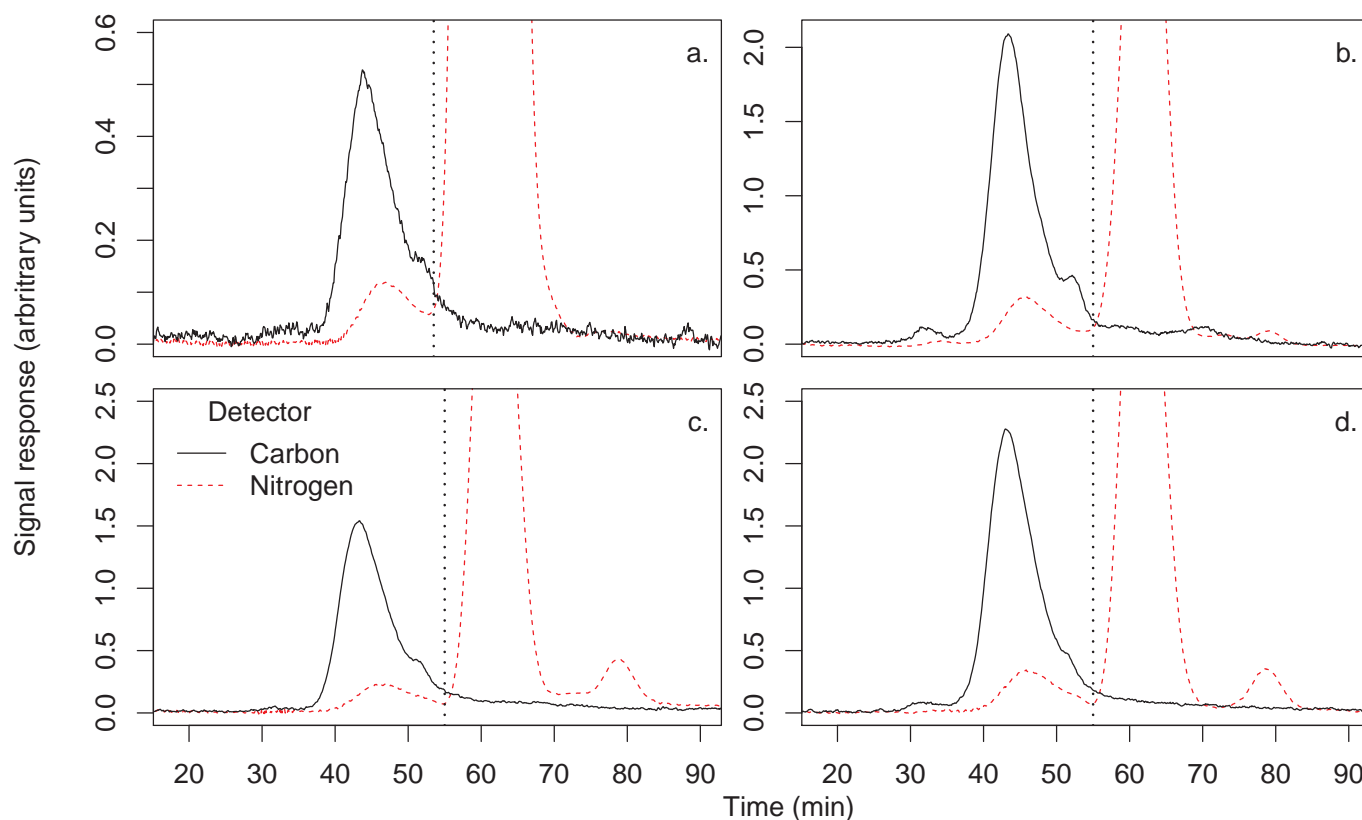 Signal response (arbritrary units)
a.
0.0 0.2 0.4 0.6
b.
0.0 0.5 1.0 1.5 2.0
c.
Detector
Carbon
Nitrogen
0.0 0.5 1.0 1.5 2.0 2.5
20 30 40 50 60 70 80 90
d.
0.0 0.5 1.0 1.5 2.0 2.5
20 30 40 50 60 70 80 90
Time (min)